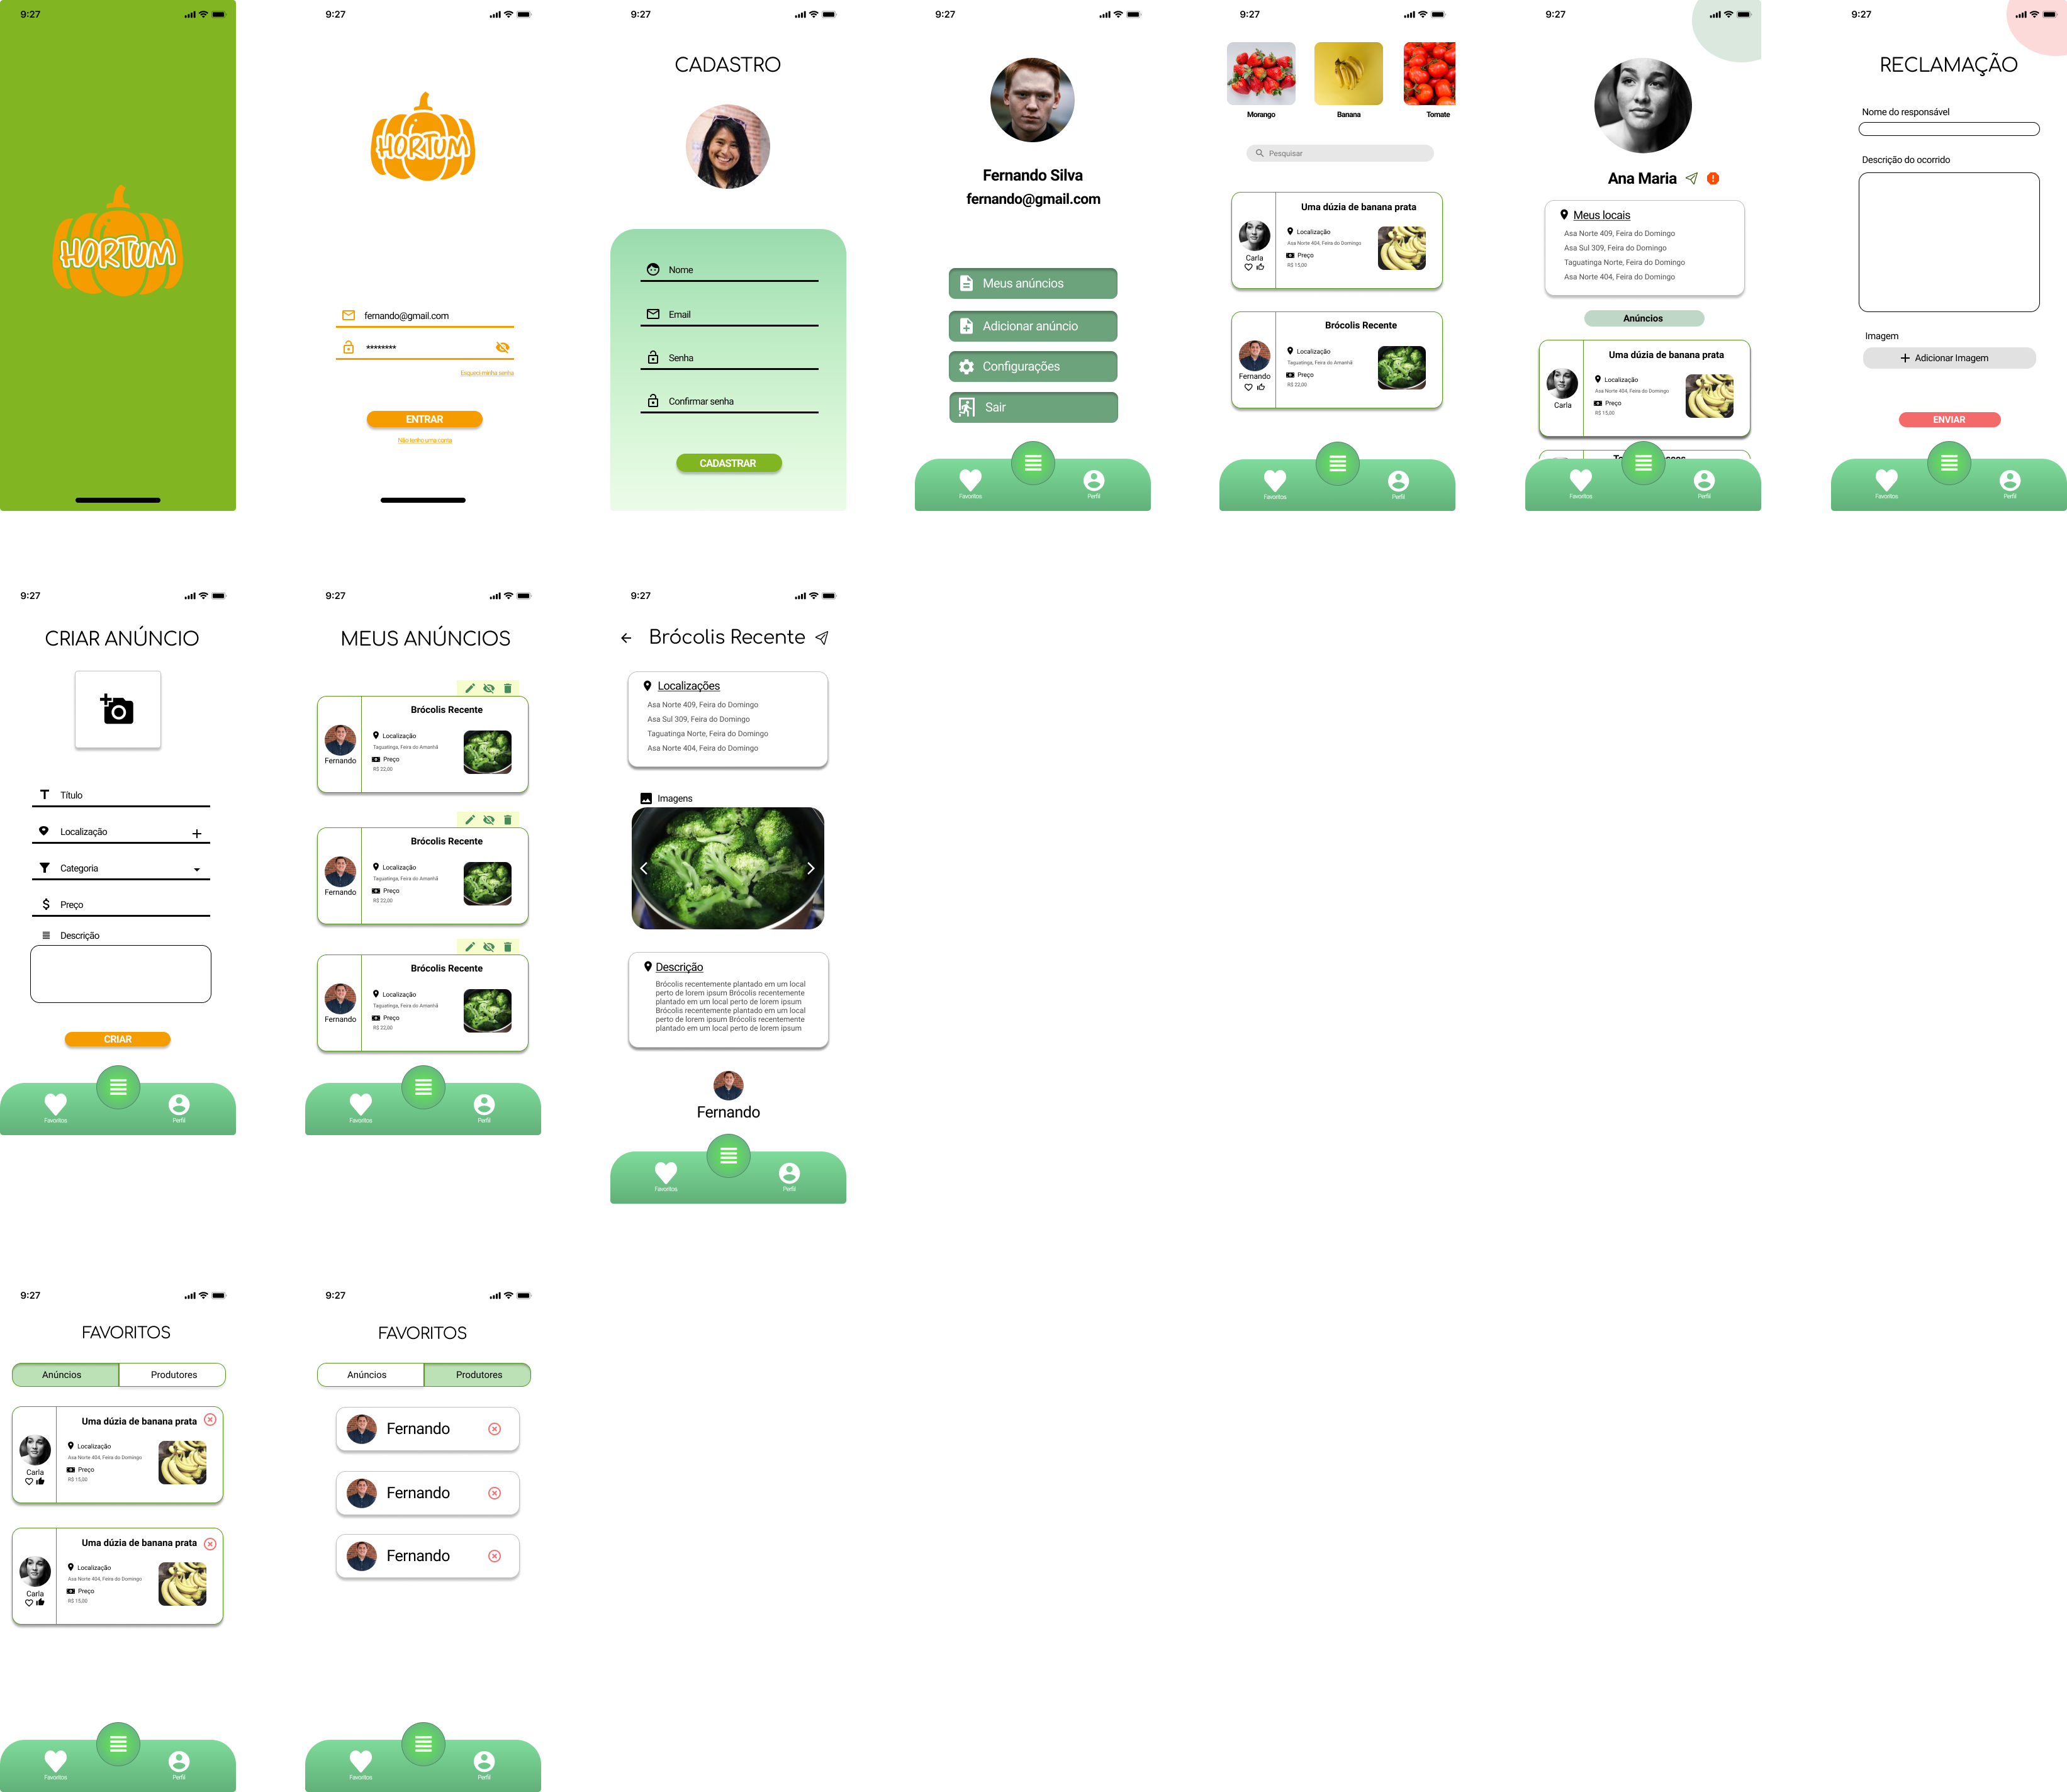 9:27
HORTUM
9:27
HORTUM
fernando@gmail.com
********
Esqueci minha senha
ENTRAR
Não tenho uma conta
9:27
CADASTRO
Nome
Email
Senha
Confirmar senha
CADASTRAR
9:27
Fernando Silva
fernando@gmail.com
Meus anúncios
Adicionar anúncio
Configurações
Sair
Favoritos
Perfil
9:27
Morango
Banana
Tomate
Pesquisar
Uma dúzia de banana prata
Localização
Asa Norte 404, Feira do Domingo
Preço
R$ 15,00
Carla
Brócolis Recente
Localização
Taguatinga, Feira do Amanhã
Preço
R$ 22,00
Fernando
Favoritos
Perfil
9:27
Ana Maria
Meus locais
Asa Norte 409, Feira do Domingo
Asa Sul 309, Feira do Domingo
Taguatinga Norte, Feira do Domingo
Asa Norte 404, Feira do Domingo
Anúncios
Uma dúzia de banana prata
Localização
Asa Norte 404, Feira do Domingo
Preço
R$ 15,00
Carla
Favoritos
Perfil
9:27
RECLAMAÇÃO
Nome do responsável
Descrição do ocorrido
Imagem
Adicionar Imagem
ENVIAR
Favoritos
Perfil
9:27
CRIAR ANÚNCIO
Título
Localização
Categoria
Preço
Descrição
CRIAR
Favoritos
Perfil
9:27
MEUS ANÚNCIOS
Brócolis Recente
Localização
Taguatinga, Feira do Amanhã
Preço
R$ 22,00
Fernando
Brócolis Recente
Localização
Taguatinga, Feira do Amanhã
Preço
R$ 22,00
Fernando
Brócolis Recente
Localização
Taguatinga, Feira do Amanhã
Preço
R$ 22,00
Fernando
Favoritos
Perfil
9:27
Brócolis Recente
Localizações
Asa Norte 409, Feira do Domingo
Asa Sul 309, Feira do Domingo
Taguatinga Norte, Feira do Domingo
Asa Norte 404, Feira do Domingo
Imagens
Descrição
Brócolis recentemente plantado em um local
perto de lorem ipsum Brócolis recentemente
plantado em um local perto de lorem ipsum
Brócolis recentemente plantado em um local
perto de lorem ipsum Brócolis recentemente
plantado em um local perto de lorem ipsum
Fernando
Favoritos
Perfil
9:27
FAVORITOS
Anúncios
Produtores
Uma dúzia de banana prata
Localização
Asa Norte 404, Feira do Domingo
Preço
R$ 15,00
Carla
Uma dúzia de banana prata
Localização
Asa Norte 404, Feira do Domingo
Preço
R$ 15,00
Carla
Favoritos
Perfil
9:27
FAVORITOS
Anúncios
Produtores
Fernando
Fernando
Fernando
Favoritos
Perfil